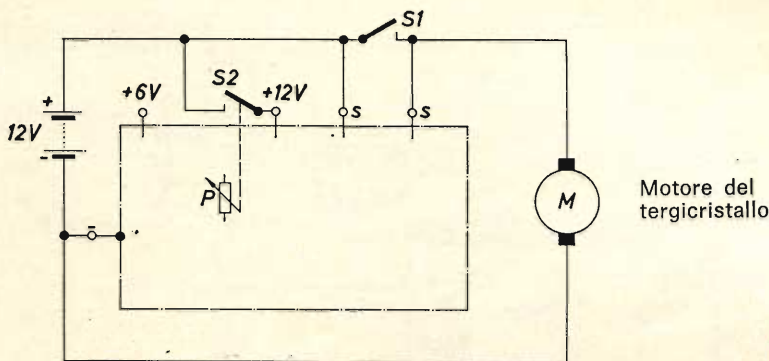 S1
S2
+6V
+12V
S
S
+
12V
-
P
-
M
Motore del
tergicristallo